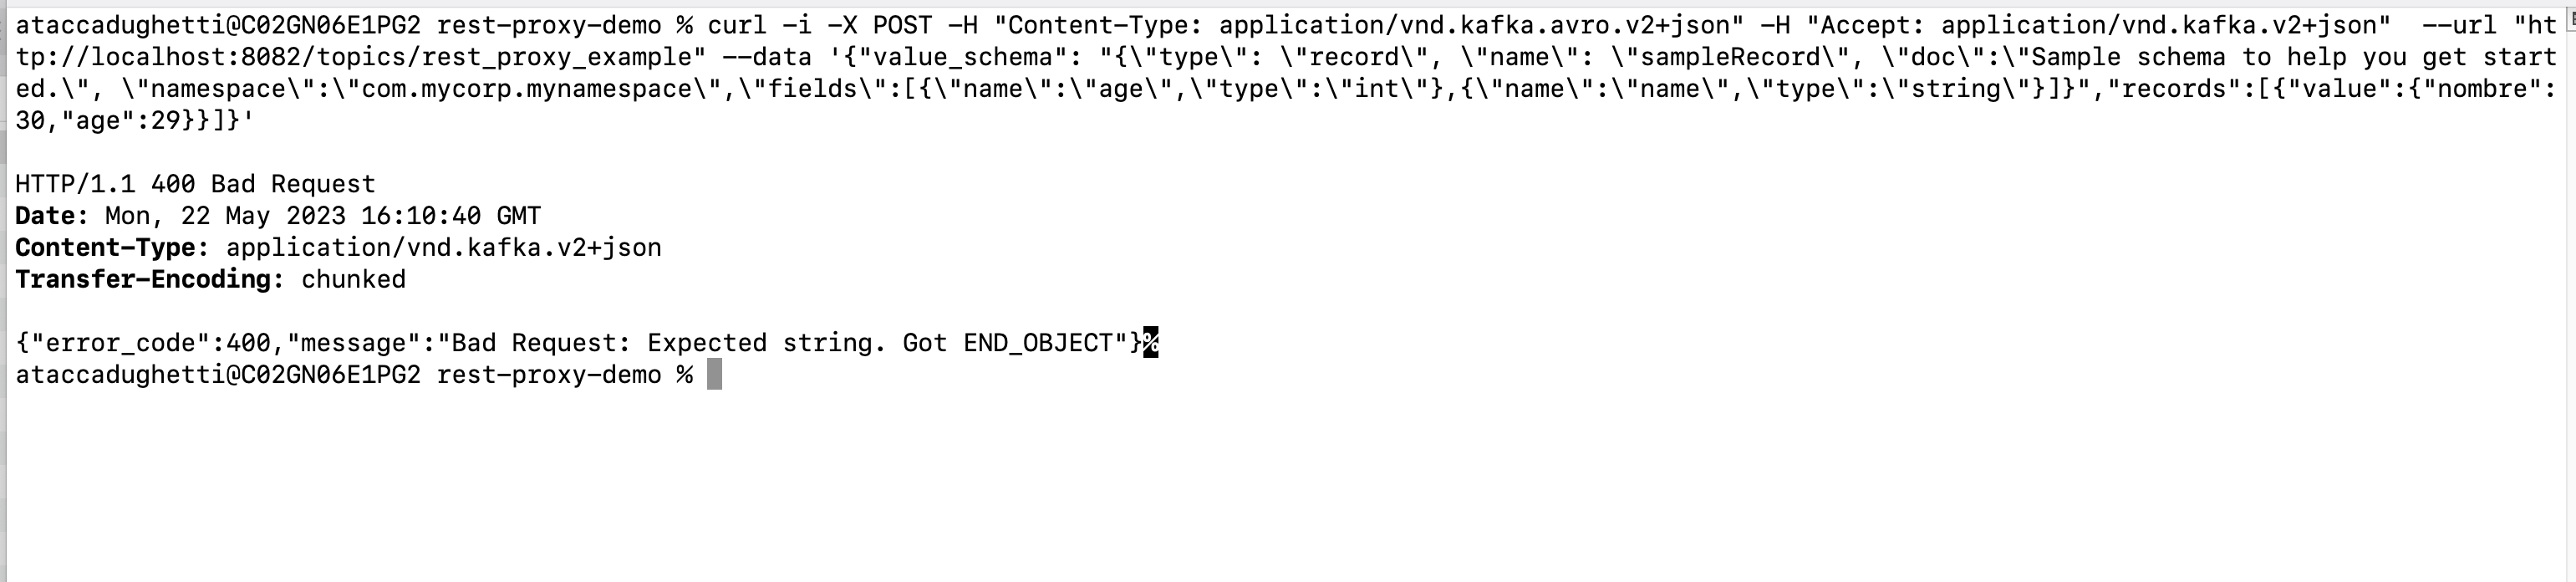 ataccadughetti@C02GN06E1PG2 rest-proxy-demo % curl -i -X POST -H "Content-Type: application/vnd.kafka.avro.v2+json" -H "Accept: application/vnd.kafka.v2+json"  --url "ht
tp://localhost:8082/topics/rest_proxy_example" --data '{"value_schema": "{\"type\": \"record\", \"name\": \"sampleRecord\", \"doc\":\"Sample schema to help you get start
ed.\", \"namespace\":\"com.mycorp.mynamespace\",\"fields\":[{\"name\":\"age\",\"type\":\"int\"},{\"name\":\"name\",\"type\":\"string\"}]}","records":[{"value":{"nombre":
30,"age":29}}]}'
HTTP/1.1 400 Bad Request
Date: Mon, 22 May 2023 16:10:40 GMT
Content-Type: application/vnd.kafka.v2+json
Transfer-Encoding: chunked
{"error_code":400,"message":"Bad Request: Expected string. Got END_OBJECT"}%
ataccadughetti@C02GN06E1PG2 rest-proxy-demo %